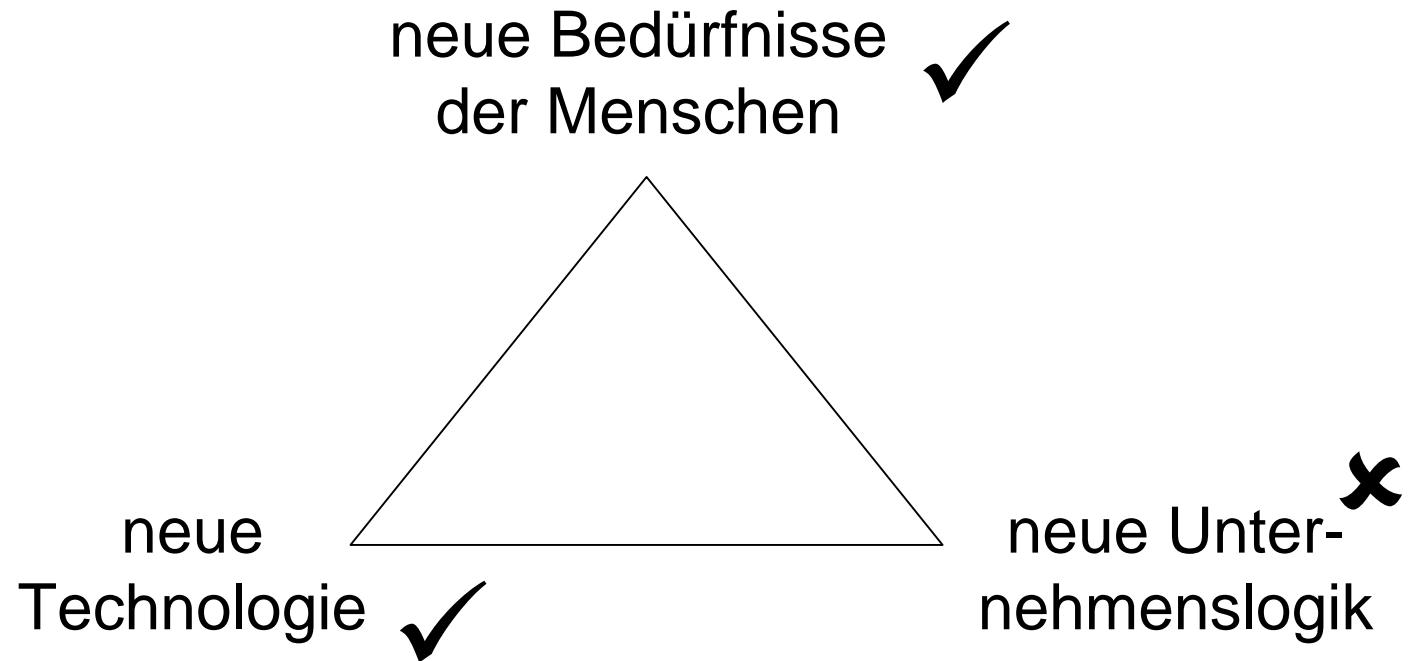 neue Bedürfnisse
der Menschen
neue
Technologie
neue Unter-
nehmenslogik